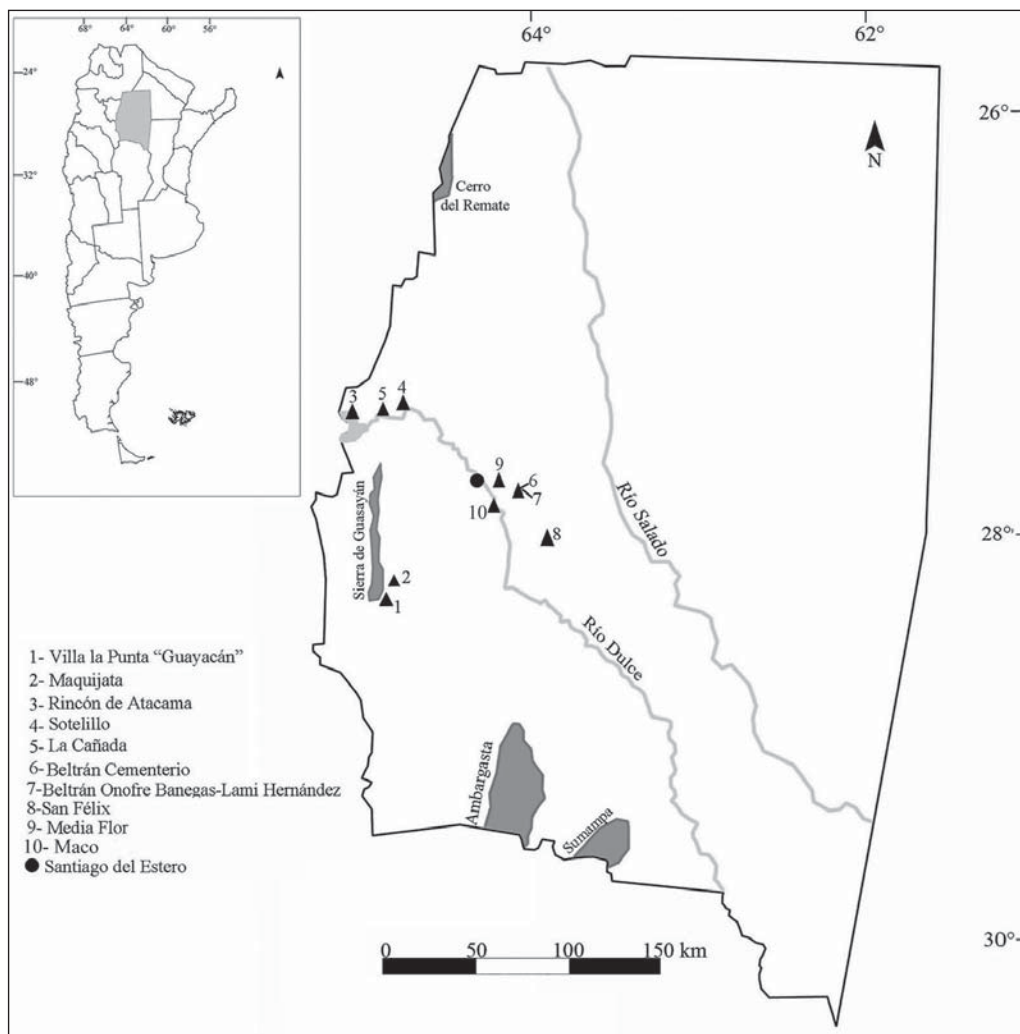 68° 64° 60° 56°
24°
32°
40°
48°
64° 62°
26°
N
Cerro
del Remate
3 5 4
9
6
7
10
8
28°
Sierra de Guasayán
2
1
Río Salado
Río Dulce
1- Villa la Punta “Guayacán”
2- Maquijata
3- Rincón de Atacama
4- Sotelillo
5- La Cañada
6- Beltrán Cementerio
7-Beltrán Onofre Banegas-Lami Hernández
8-San Félix
9- Media Flor
10- Maco
Santiago del Estero
Ambargasta
Sumampa
30°
0 50 100 150 km